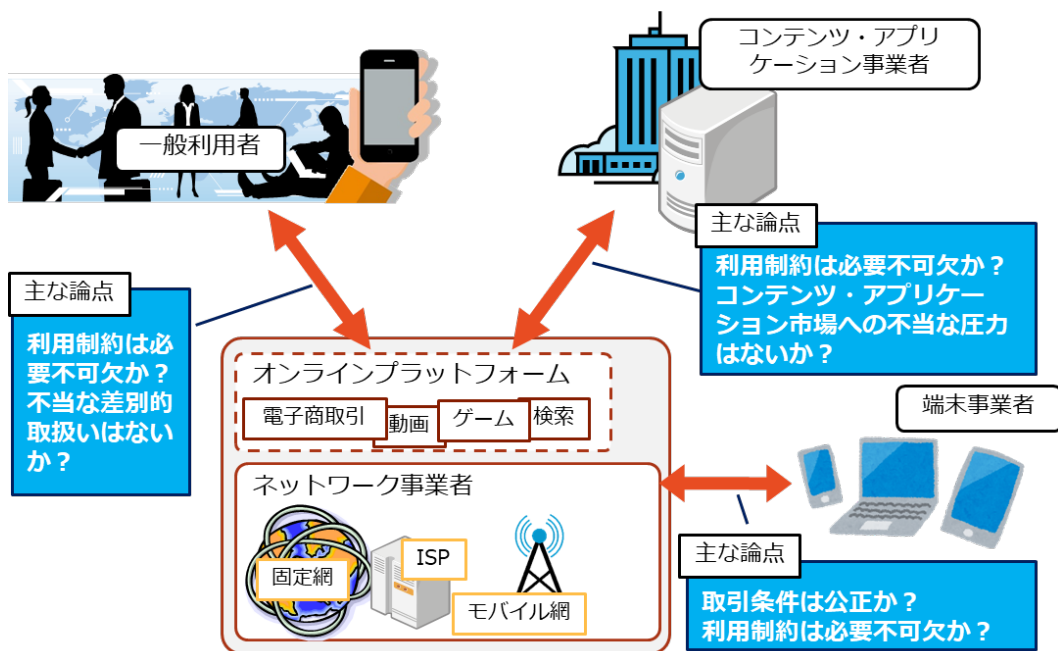 一般利用者
コンテンツ・アプリ
ケーション事業者
主な論点
利用制約は必要不可欠か？
コンテンツ・アプリケー
ション市場への不当な圧力
はないか？
主な論点
利用制約は必
要不可欠か？
不当な差別的
取扱いはない
か？
オンラインプラットフォーム
電子商取引
動画
ゲーム
検索
端末事業者
ネットワーク事業者
固定網
ISP
モバイル網
主な論点
取引条件は公正か？
利用制約は必要不可欠か？